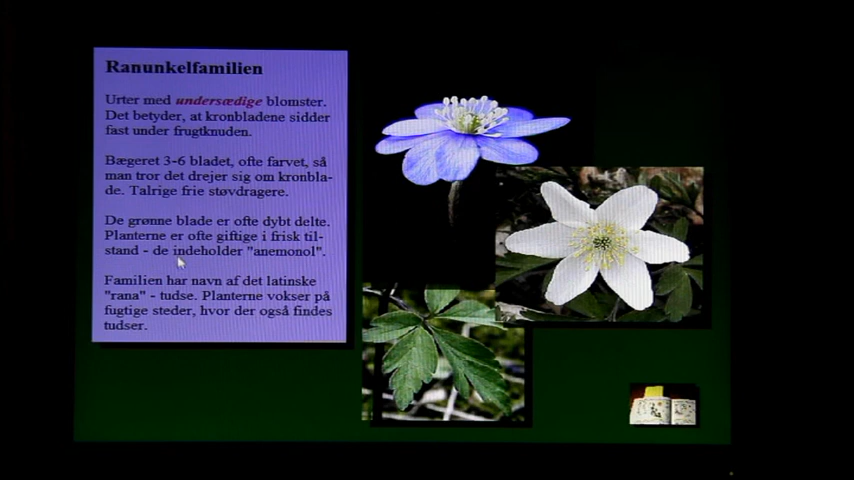 Ranunkelfamilien
Urter med undersædige blomster.
Det betyder, at kronbladene sidder
fast under frugtknuden.
Bægeret 3-6 bladet, ofte farvet, så
man tror det drejer sig om kronbla-
de. Talrige frie støvdragere.
De grønne blade er ofte dybt delte.
Planterne er ofte giftige i frisk til-
stand - de indeholder "anemonol".
Familien har navn af det latinske
"rana" - tudse. Planterne vokser på
fugtige steder, hvor der også findes
tudser.